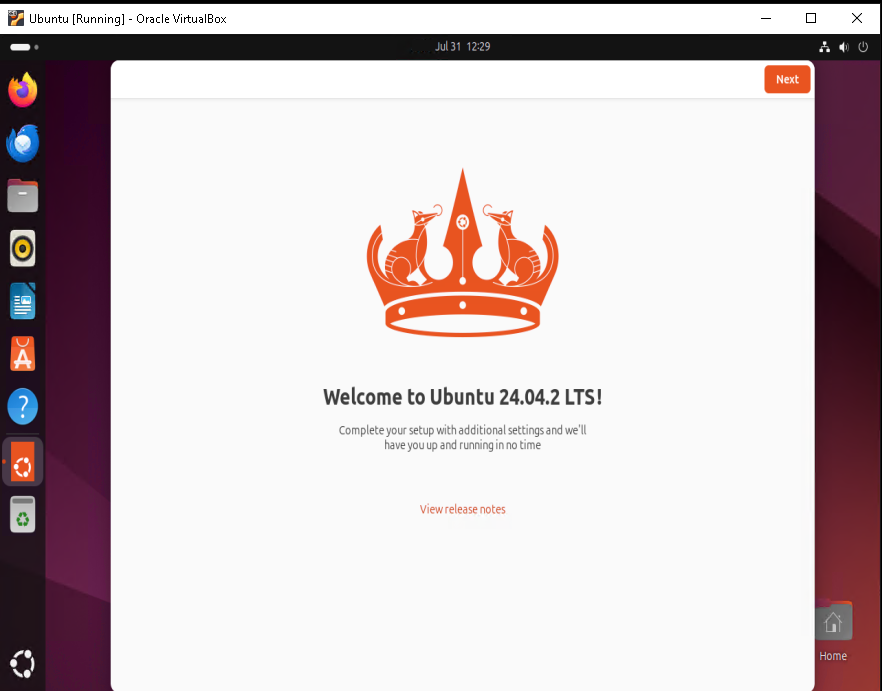 Ubuntu [Running] - Oracle VirtualBox
Jul 31 12:29
Next
Welcome to Ubuntu 24.04.2 LTS!
Complete your setup with additional settings and we'll
have you up and running in no time
View release notes
Home